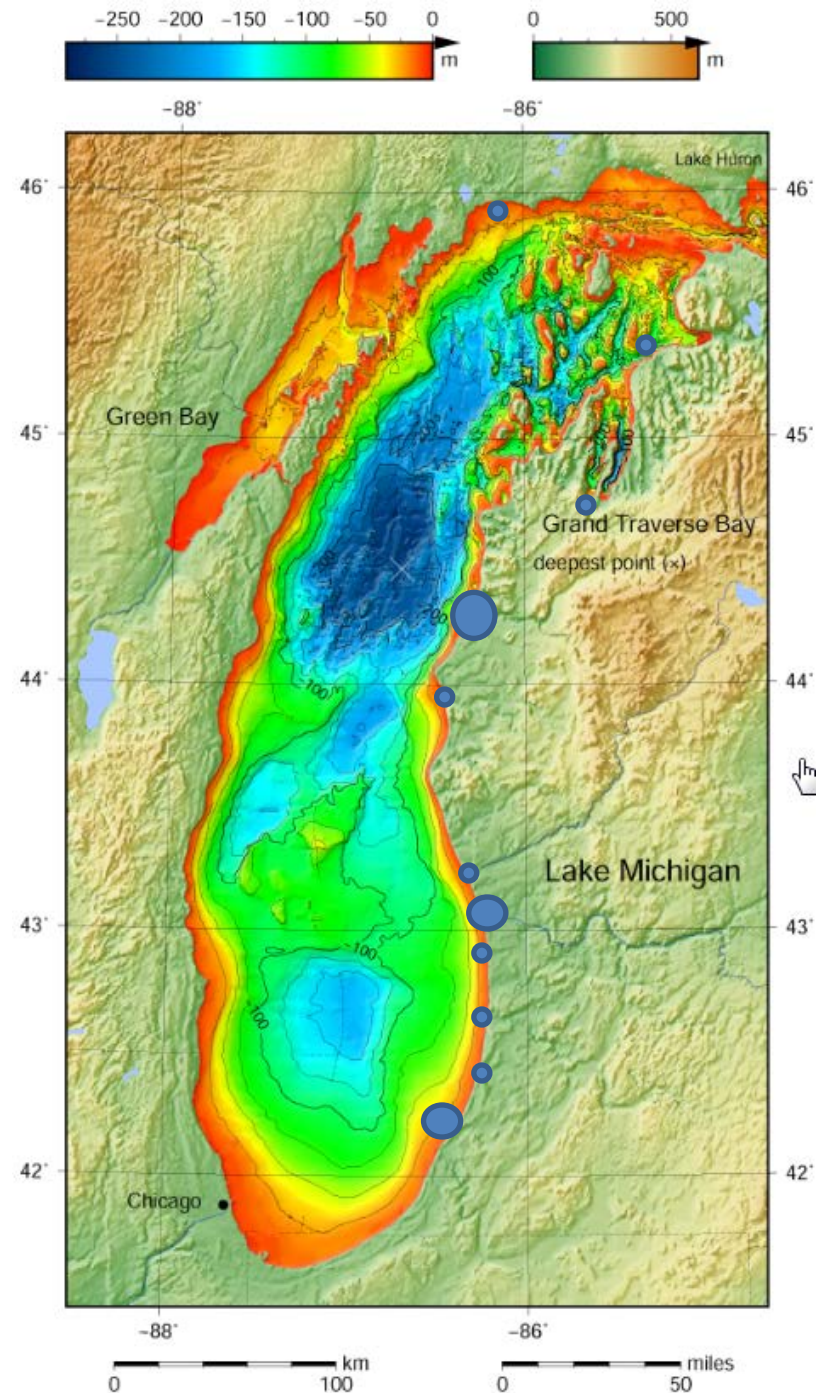 -250 -200 -150 -100 -50 0
m
0 500
m
-88° -86°
Lake Huron
46° 46°
100
Green Bay
45° 45°
Grand Traverse Bay
deepest point (×)
-200
44° 44°
-100
Lake Michigan
43° 43°
-100
-100
42° 42°
Chicago
-88° -86°
km
0 100
miles
0 50